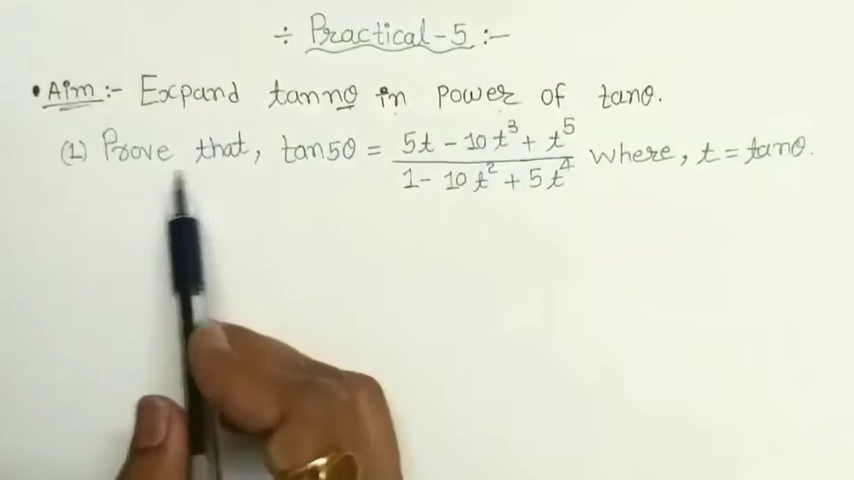 ÷ Practical-5 :-
• Aim :- Expand tannθ in power of tanθ.
(1) Prove that, tan5θ = (5t - 10t³ + t⁵) / (1 - 10t² + 5t⁴) where, t = tanθ.